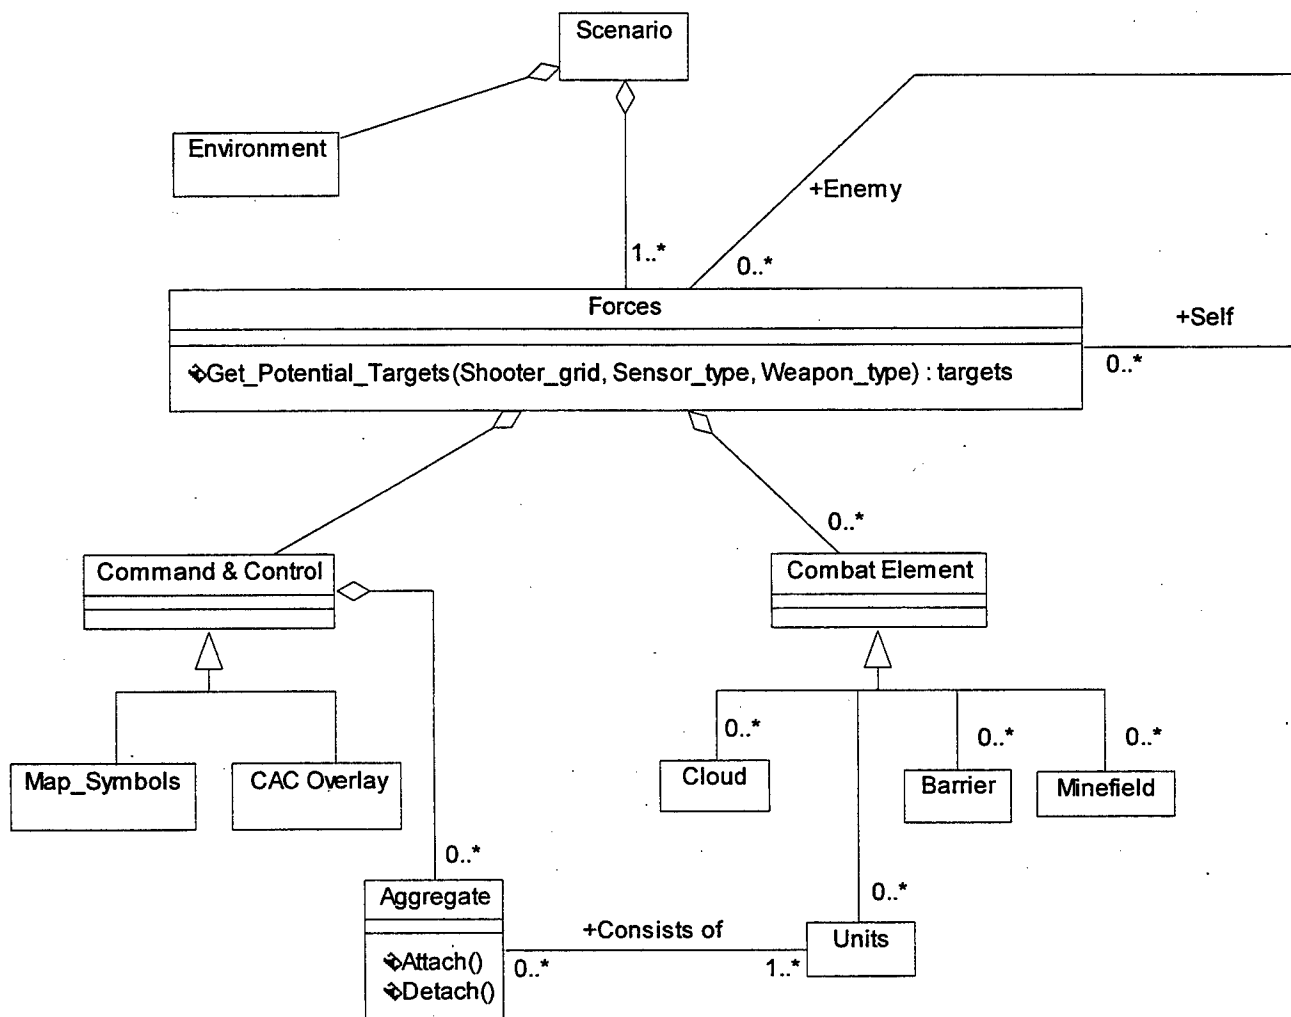 Scenario
Environment
+Enemy
1..*
0..*
Forces
+Self
Get_Potential_Targets(Shooter_grid, Sensor_type, Weapon_type) : targets
0..*
0..*
Command & Control
Combat Element
0..*
0..*
0..*
Map_Symbols
CAC Overlay
Cloud
Barrier
Minefield
0..*
0..*
Aggregate
+Consists of
Units
Attach()
0..*
1..*
Detach()